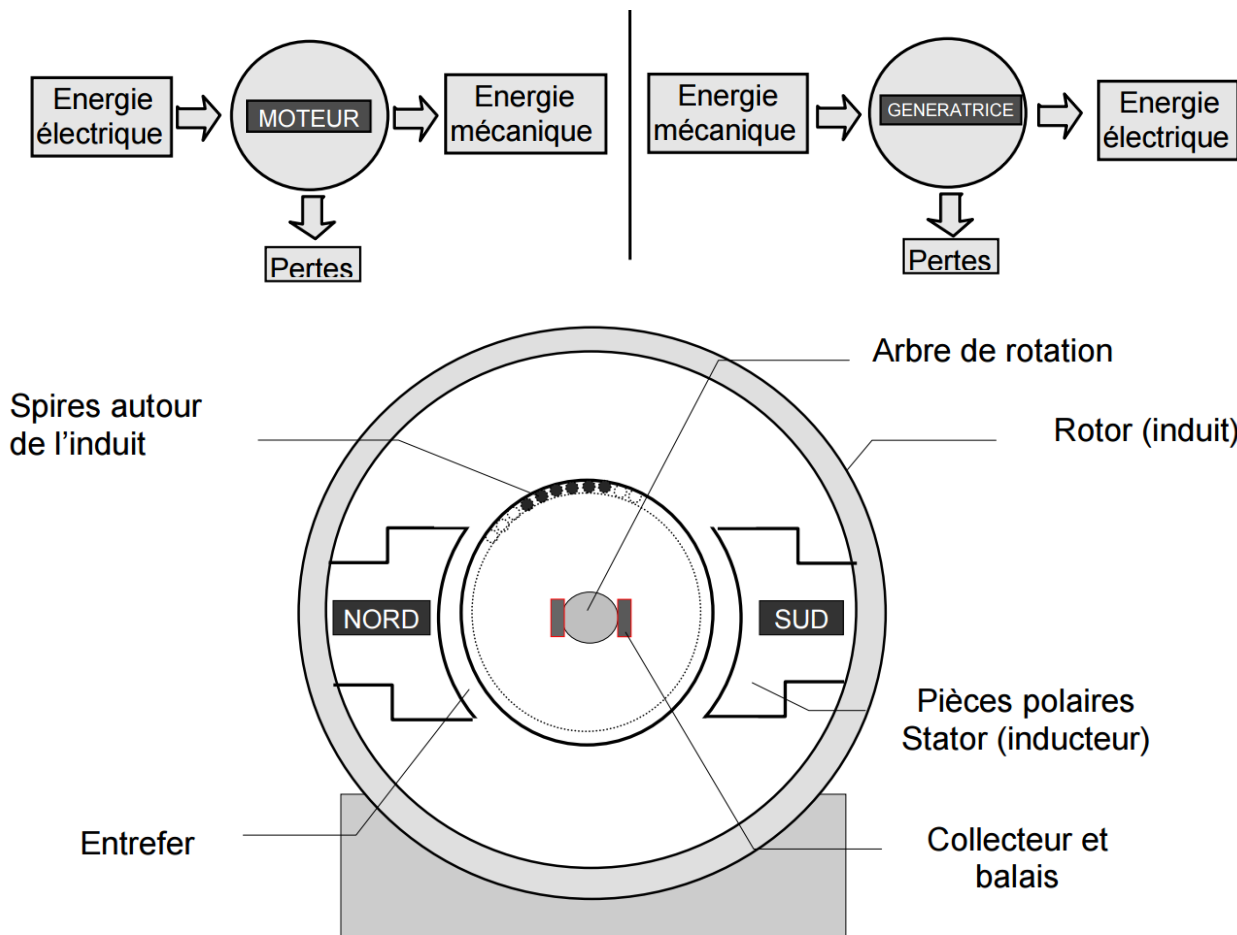 Energie
électrique
MOTEUR
Energie
mécanique
Pertes
Energie
mécanique
GENERATRICE
Energie
électrique
Pertes
Arbre de rotation
Spires autour
de l’induit
Rotor (induit)
NORD
SUD
Pièces polaires
Stator (inducteur)
Entrefer
Collecteur et
balais